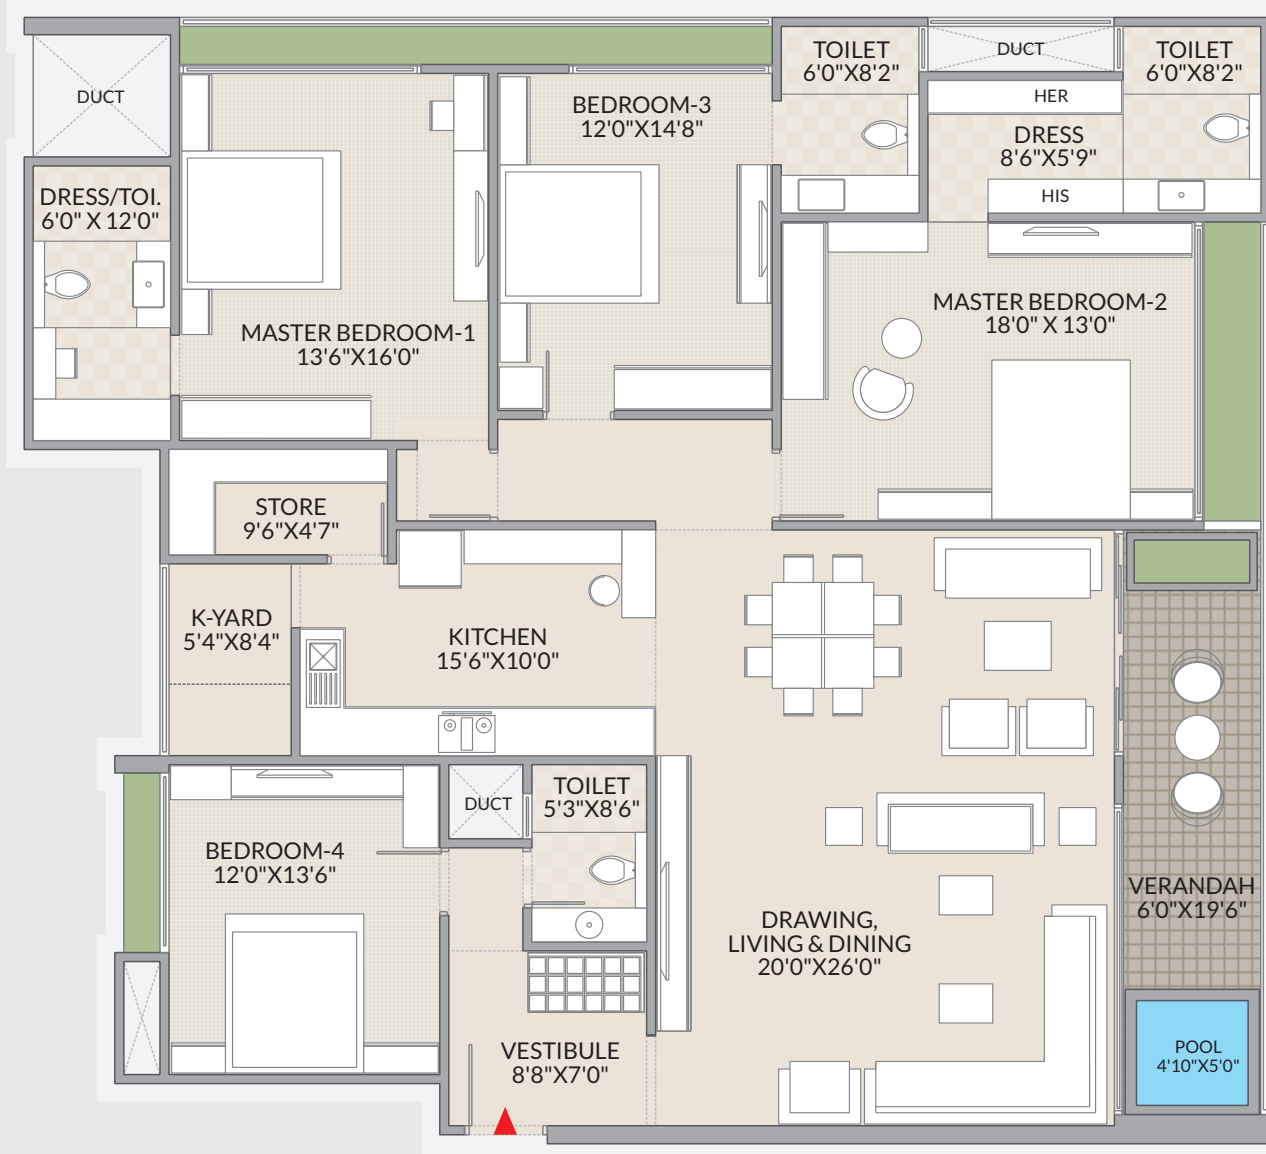 TOILET
6'0"X8'2"
DUCT
TOILET
6'0"X8'2"
DUCT
HER
BEDROOM-3
12'0"X14'8"
DRESS
8'6"X5'9"
HIS
DRESS/TOI.
6'0" X 12'0"
MASTER BEDROOM-2
18'0" X 13'0"
MASTER BEDROOM-1
13'6"X16'0"
STORE
9'6"X4'7"
K-YARD
5'4"X8'4"
KITCHEN
15'6"X10'0"
DUCT
TOILET
5'3"X8'6"
BEDROOM-4
12'0"X13'6"
VERANDAH
6'0"X19'6"
DRAWING,
LIVING & DINING
20'0"X26'0"
VESTIBULE
8'8"X7'0"
POOL
4'10"X5'0"